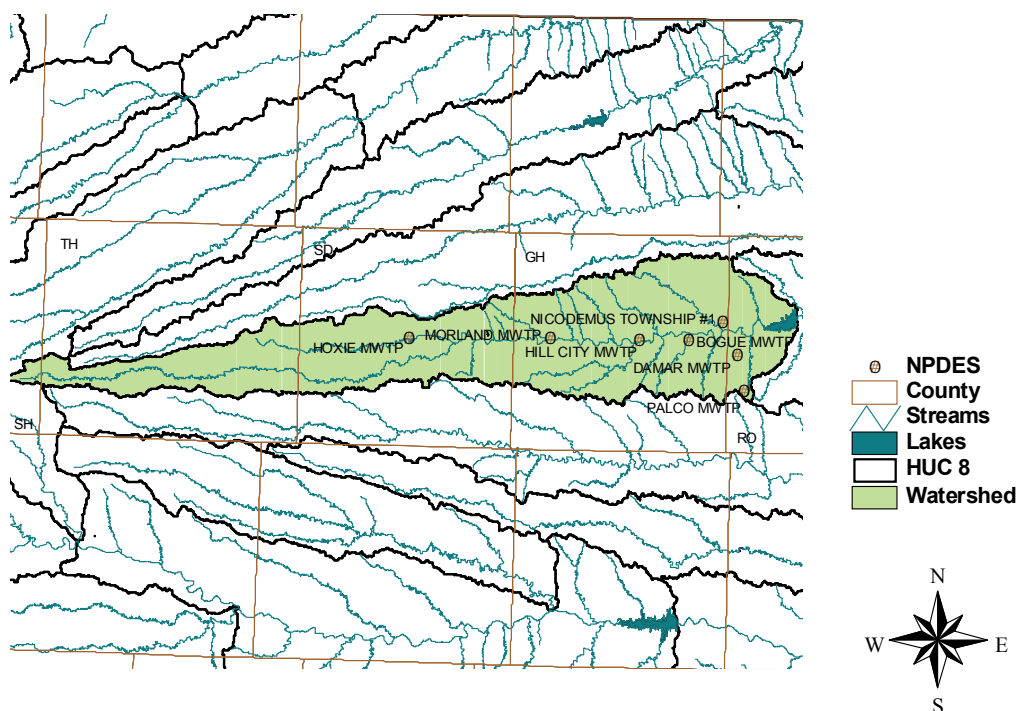 TH
SD
GH
NICODEMUS TOWNSHIP #1
HOXIE MWTP
MORLAND MWTP
HILL CITY MWTP
BOGUE MWTP
DAMAR MWTP
PALCO MWTP
SH
RO
NPDES
County
Streams
Lakes
HUC 8
Watershed
N
W
E
S